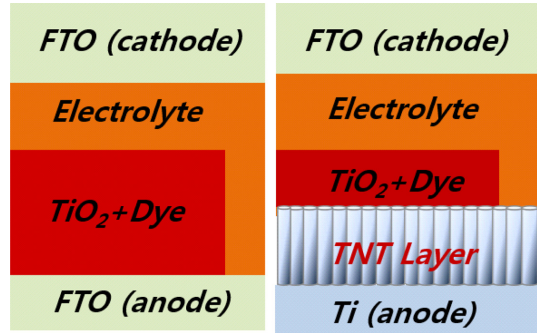 FTO (cathode)
Electrolyte
TiO₂+Dye
FTO (anode)
FTO (cathode)
Electrolyte
TiO₂+Dye
TNT Layer
Ti (anode)